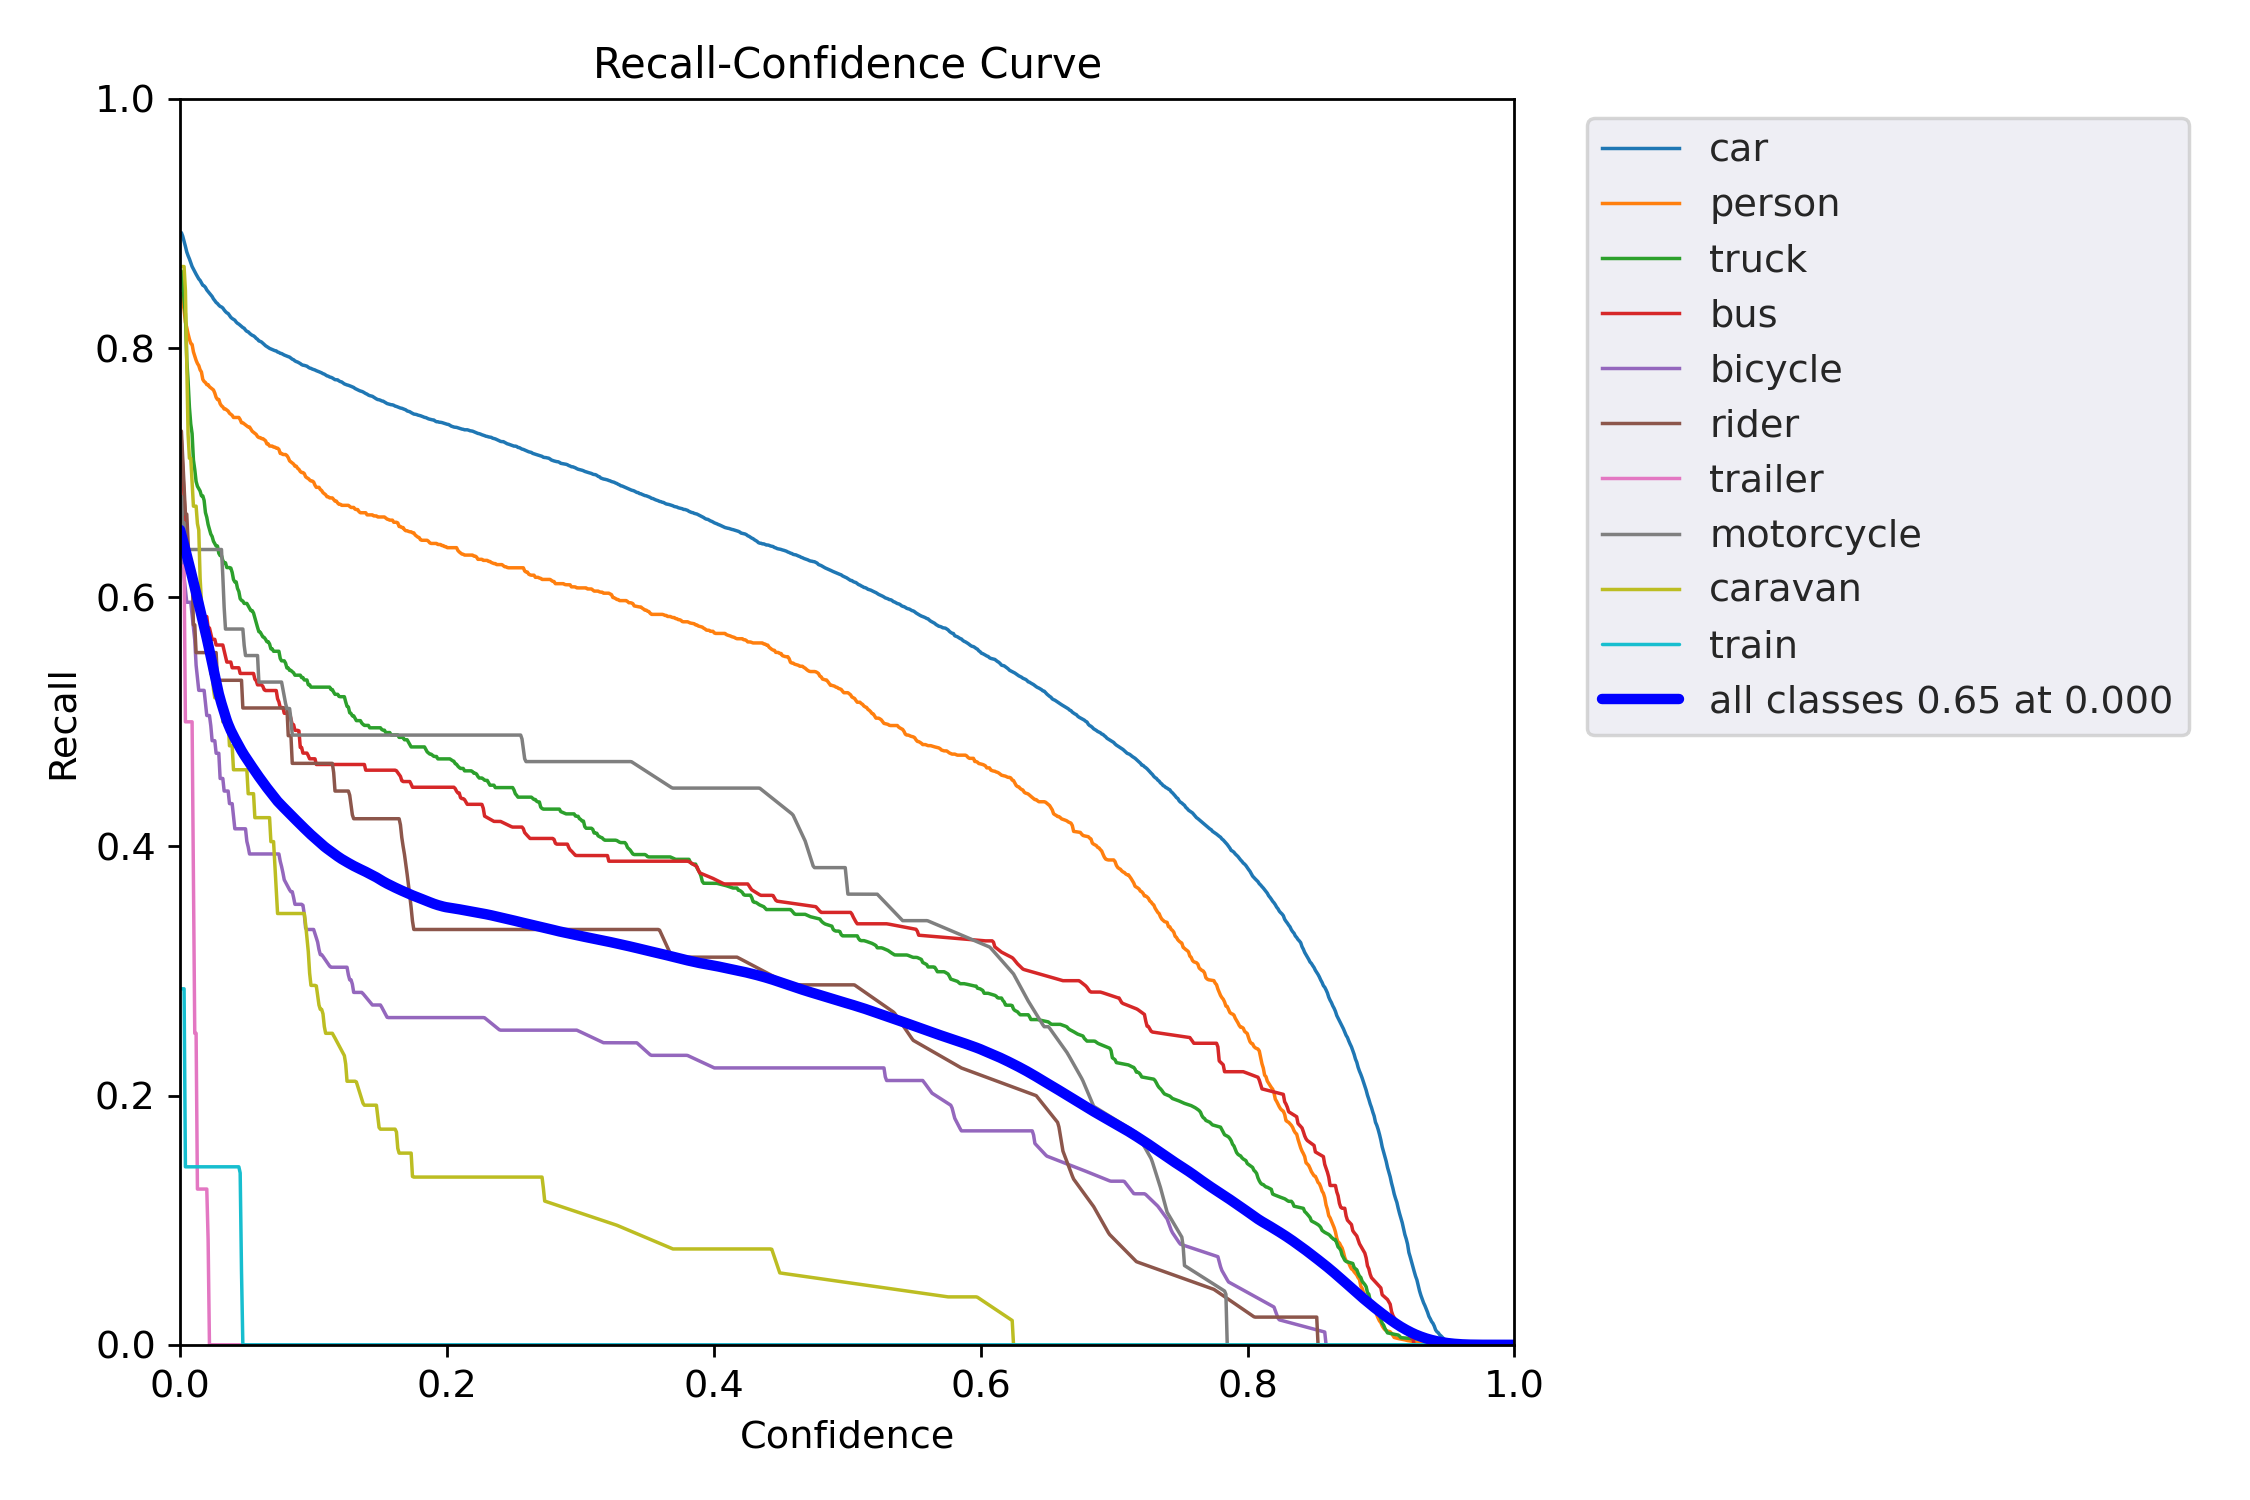 Recall-Confidence Curve
1.0
0.8
0.6
0.4
0.2
0.0
Recall
0.0 0.2 0.4 0.6 0.8 1.0
Confidence
car
person
truck
bus
bicycle
rider
trailer
motorcycle
caravan
train
all classes 0.65 at 0.000